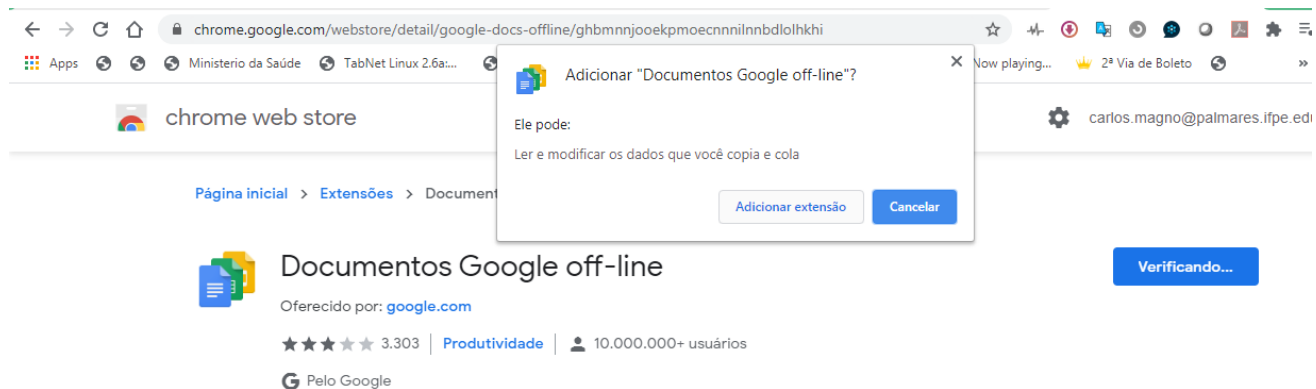 chrome.google.com/webstore/detail/google-docs-offline/ghbmnnjooekpmoecnnnilnnbdlolhkhi
Apps Ministerio da Saúde TabNet Linux 2.6a:... Now playing... 2ª Via de Boleto »
Adicionar "Documentos Google off-line"?
Ele pode:
Ler e modificar os dados que você copia e cola
Adicionar extensão Cancelar
chrome web store carlos.magno@palmares.ifpe.edu
Página inicial > Extensões > Document
Documentos Google off-line
Verificando...
Oferecido por: google.com
3.303 Produtividade 10.000.000+ usuários
G Pelo Google